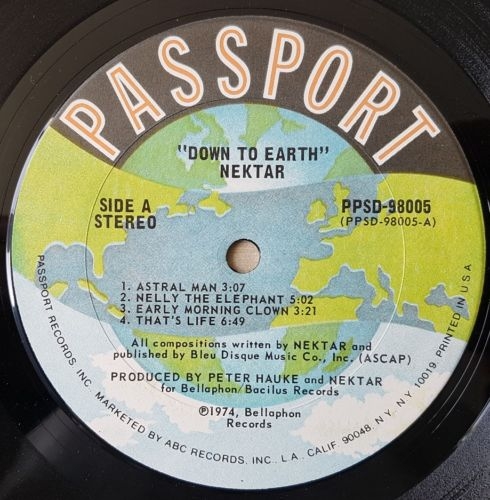 PASSPORT
"DOWN TO EARTH"
NEKTAR
SIDE A
STEREO
PPSD-98005
(PPSD-98005-A)
1. ASTRAL MAN 3:07
2. NELLY THE ELEPHANT 5:02
3. EARLY MORNING CLOWN 3:21
4. THAT'S LIFE 6:49
All compositions written by NEKTAR and
published by Bleu Disque Music Co., Inc. (ASCAP)
PRODUCED BY PETER HAUKE and NEKTAR
for Bellaphon/Bacilus Records
℗1974, Bellaphon
Records
PASSPORT RECORDS, INC. MARKETED BY ABC RECORDS, INC., L.A., CALIF. 90048, N.Y., N.Y. 10019. PRINTED IN U.S.A.